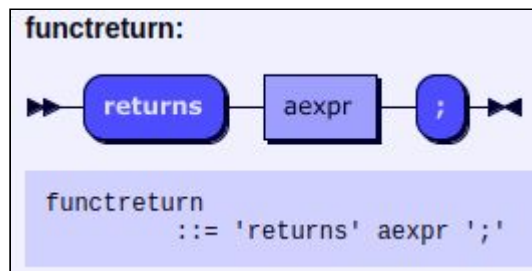 functreturn:
returns aexpr ;
functreturn
::= 'returns' aexpr ';'